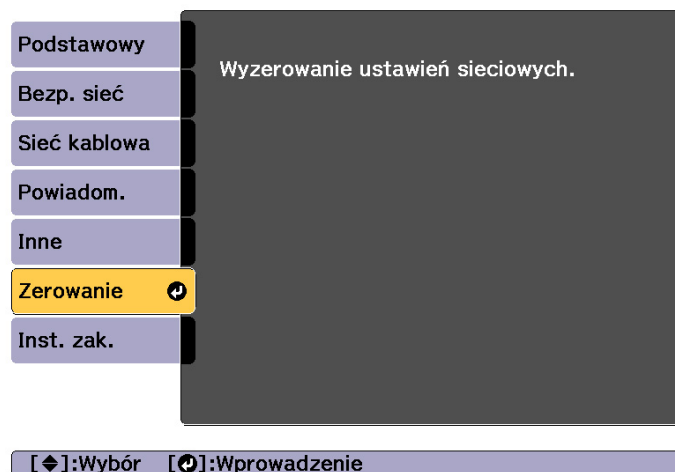 Podstawowy
Wyzerowanie ustawień sieciowych.
Bezp. sieć
Sieć kablowa
Powiadom.
Inne
Zerowanie
Inst. zak.
[◆]:Wybór [⏎]:Wprowadzenie